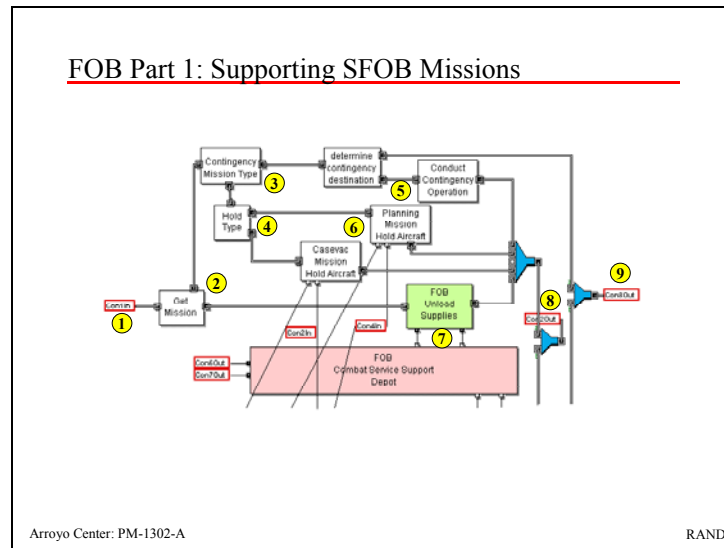 FOB Part 1: Supporting SFOB Missions
Contingency
Mission Type
3
determine
contingency
destination
5
Conduct
Contingency
Operation
Hold
Type
4
6
Planning
Mission
Hold Aircraft
Casevac
Mission
Hold Aircraft
2
Con1In
1
Get
Mission
FOB
Unload
Supplies
7
8
9
Con8Out
Con2Out
Con2In
Con4In
Con6Out
Con7Out
FOB
Combat Service Support
Depot
Arroyo Center: PM-1302-A
RAND